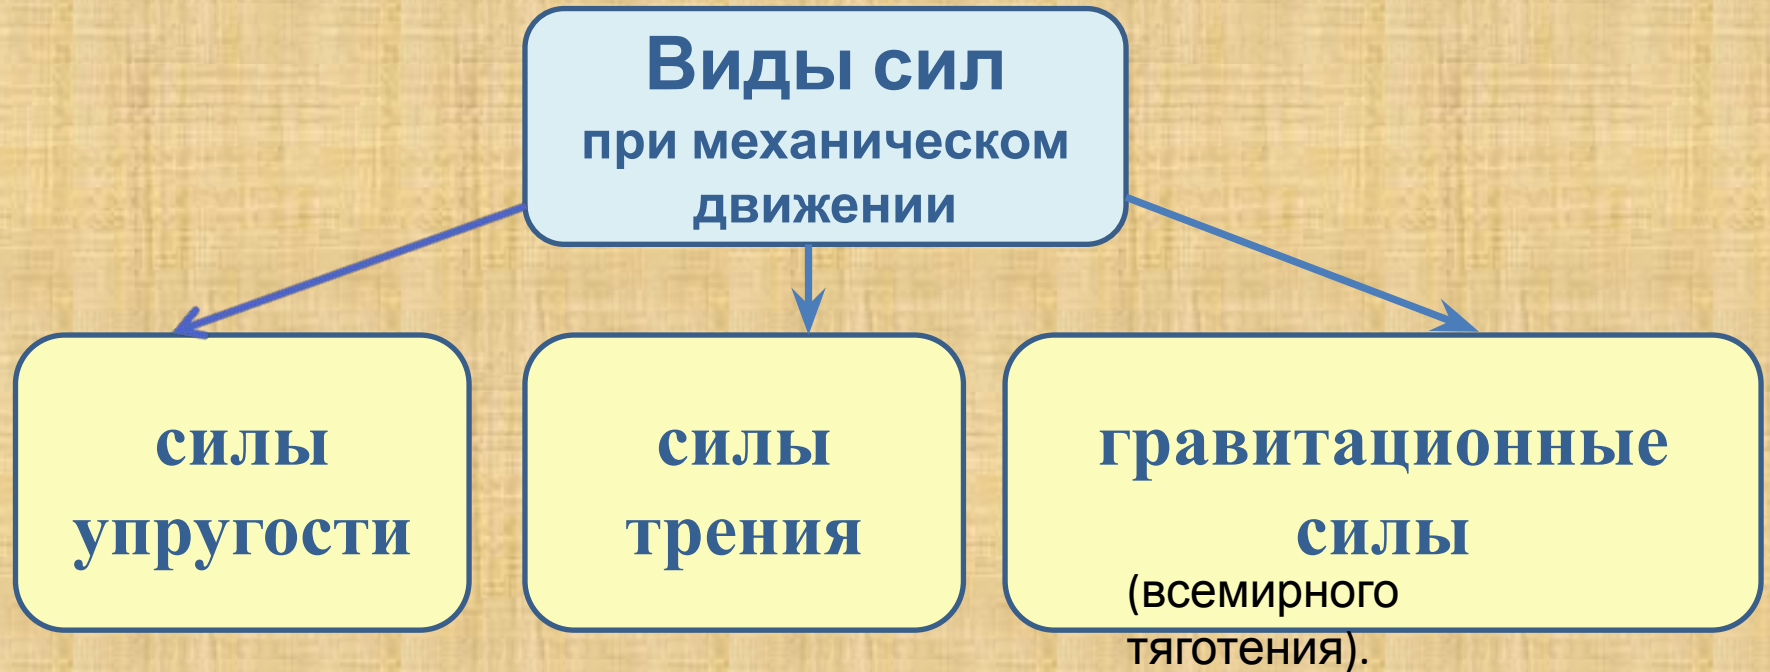 Виды сил
при механическом
движении
силы
упругости
силы
трения
гравитационные
силы
(всемирного
тяготения).